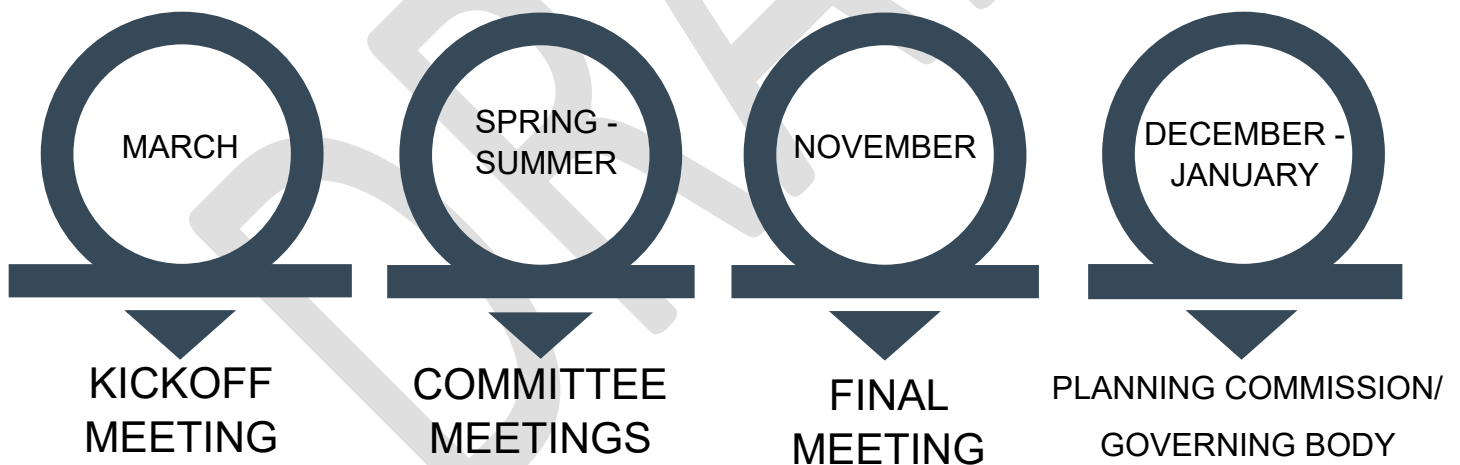 MARCH
SPRING -
SUMMER
NOVEMBER
DECEMBER -
JANUARY
KICKOFF
MEETING
COMMITTEE
MEETINGS
FINAL
MEETING
PLANNING COMMISSION/
GOVERNING BODY